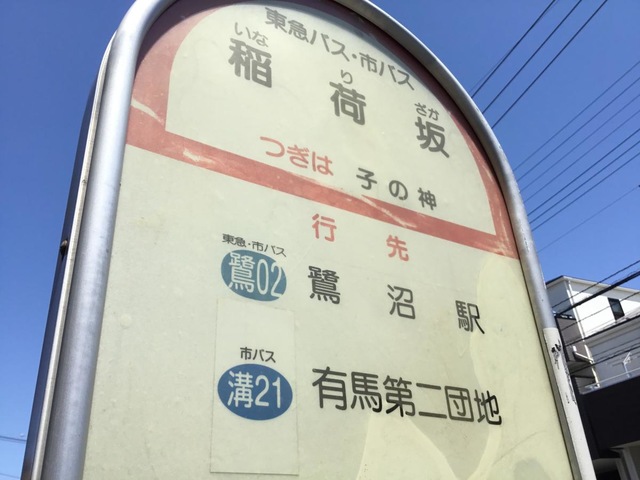 東急バス・市バス
いなりざか
稲荷坂
つぎは 子の神
行先
東急・市バス
鷺02 鷺沼駅
市バス
溝21 有馬第二団地